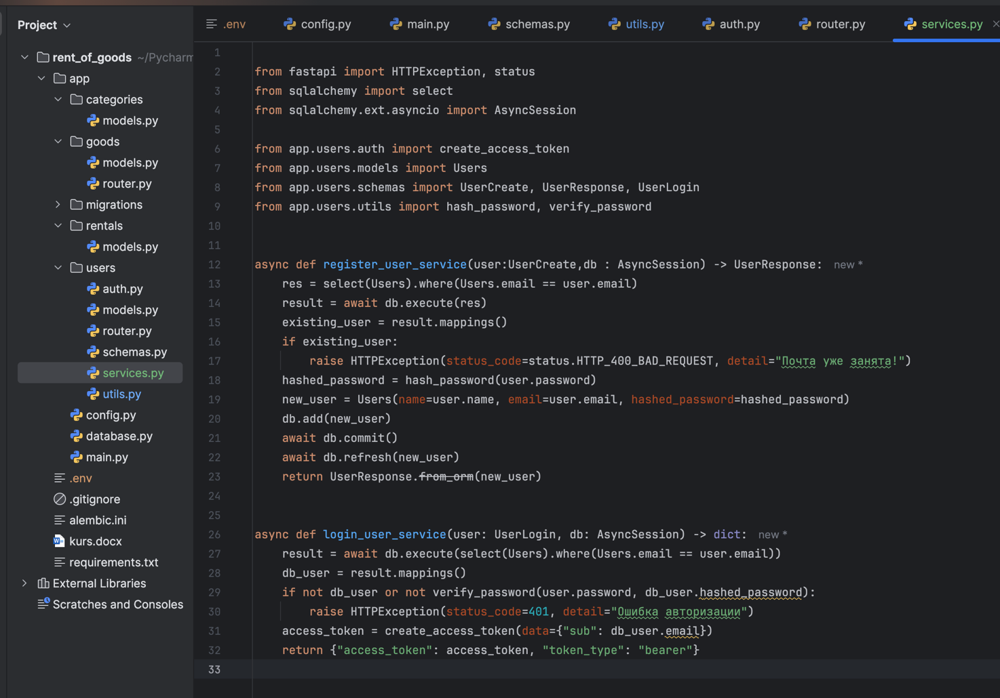 Project
rent_of_goods ~/Pycharm
app
categories
models.py
goods
models.py
router.py
migrations
rentals
models.py
users
auth.py
models.py
router.py
schemas.py
services.py
utils.py
config.py
database.py
main.py
.env
.gitignore
alembic.ini
kurs.docx
requirements.txt
External Libraries
Scratches and Consoles
.env config.py main.py schemas.py utils.py auth.py router.py services.py
1
2 from fastapi import HTTPException, status
3 from sqlalchemy import select
4 from sqlalchemy.ext.asyncio import AsyncSession
5
6 from app.users.auth import create_access_token
7 from app.users.models import Users
8 from app.users.schemas import UserCreate, UserResponse, UserLogin
9 from app.users.utils import hash_password, verify_password
10
11
12 async def register_user_service(user:UserCreate,db : AsyncSession) -> UserResponse: new *
13     res = select(Users).where(Users.email == user.email)
14     result = await db.execute(res)
15     existing_user = result.mappings()
16     if existing_user:
17         raise HTTPException(status_code=status.HTTP_400_BAD_REQUEST, detail="Почта уже занята!")
18     hashed_password = hash_password(user.password)
19     new_user = Users(name=user.name, email=user.email, hashed_password=hashed_password)
20     db.add(new_user)
21     await db.commit()
22     await db.refresh(new_user)
23     return UserResponse.from_orm(new_user)
24
25
26 async def login_user_service(user: UserLogin, db: AsyncSession) -> dict: new *
27     result = await db.execute(select(Users).where(Users.email == user.email))
28     db_user = result.mappings()
29     if not db_user or not verify_password(user.password, db_user.hashed_password):
30         raise HTTPException(status_code=401, detail="Ошибка авторизации")
31     access_token = create_access_token(data={"sub": db_user.email})
32     return {"access_token": access_token, "token_type": "bearer"}
33